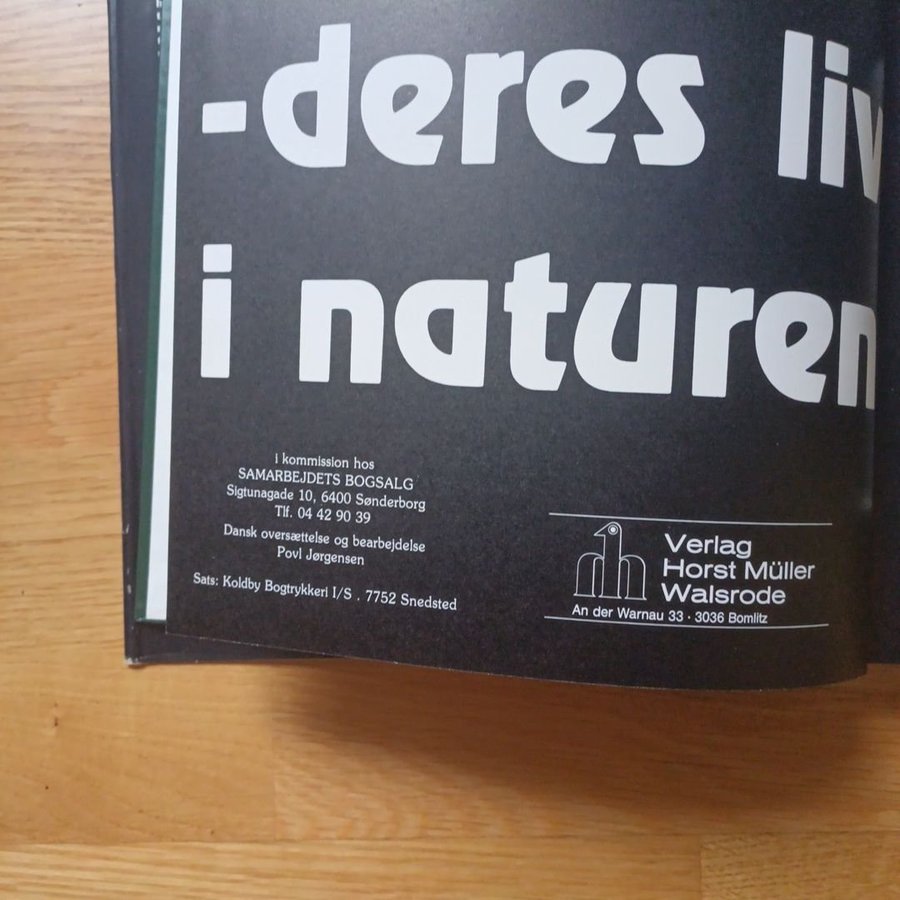 -deres liv
i naturen
i kommission hos
SAMARBEJDETS BOGSALG
Sigtunagade 10, 6400 Sønderborg
Tlf. 04 42 90 39
Dansk oversættelse og bearbejdelse
Povl Jørgensen
Sats: Koldby Bogtrykkeri I/S . 7752 Snedsted
Verlag
Horst Müller
Walsrode
An der Warnau 33 · 3036 Bomlitz